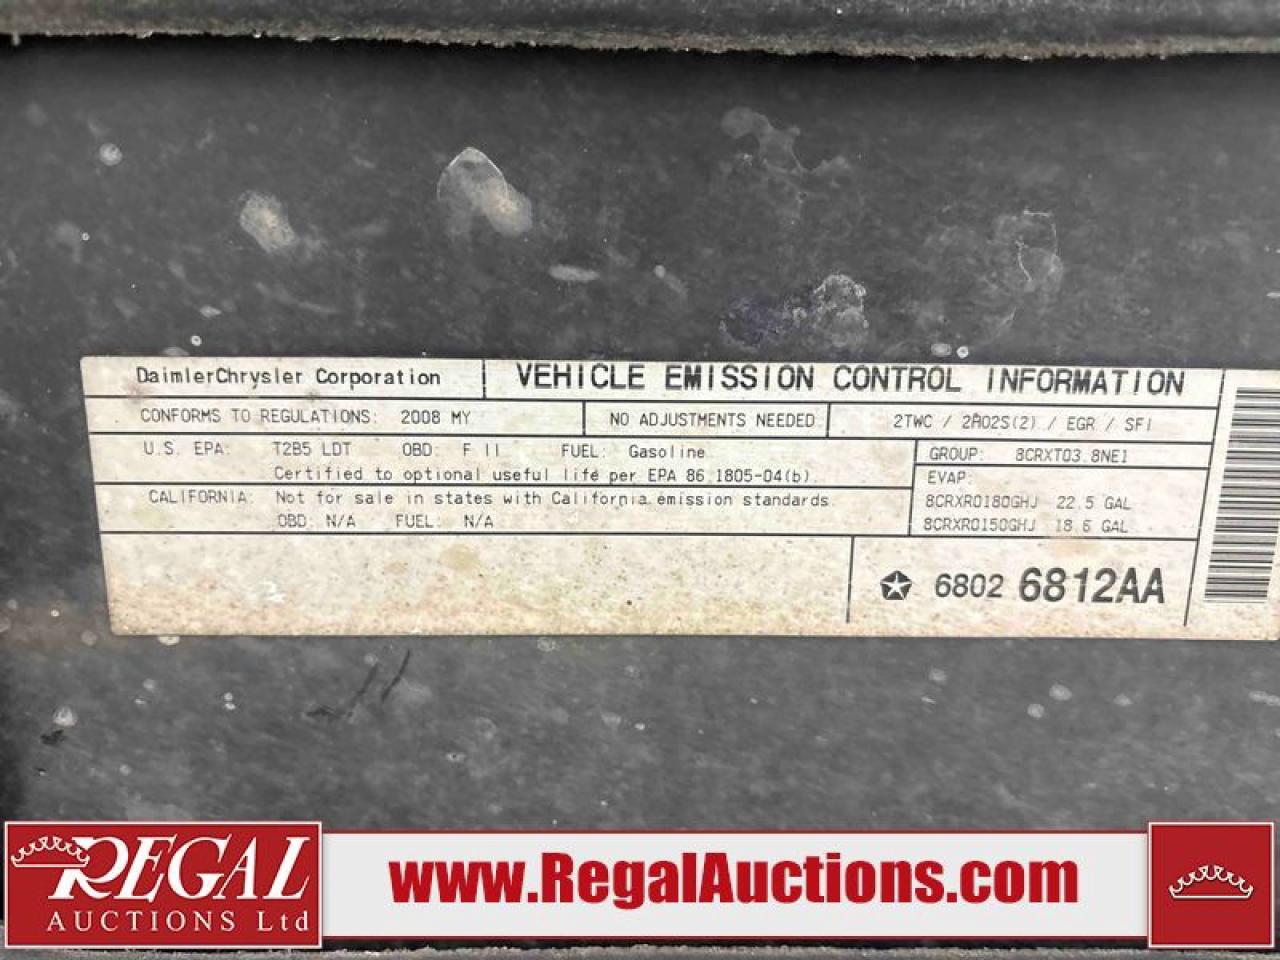 DaimlerChrysler Corporation
VEHICLE EMISSION CONTROL INFORMATION
CONFORMS TO REGULATIONS: 2008 MY
NO ADJUSTMENTS NEEDED
2TWC / 2AO2S(2) / EGR / SFI
U.S. EPA: T2B5 LDT OBD: F II FUEL: Gasoline
Certified to optional useful life per EPA 86.1805-04(b).
CALIFORNIA: Not for sale in states with California emission standards.
OBD: N/A FUEL: N/A
GROUP: 8CRXT03.8NE1
EVAP:
8CRXR0180GHJ 22.5 GAL
8CRXR0150GHJ 18.6 GAL
6802 6812AA
REGAL
AUCTIONS Ltd
www.RegalAuctions.com